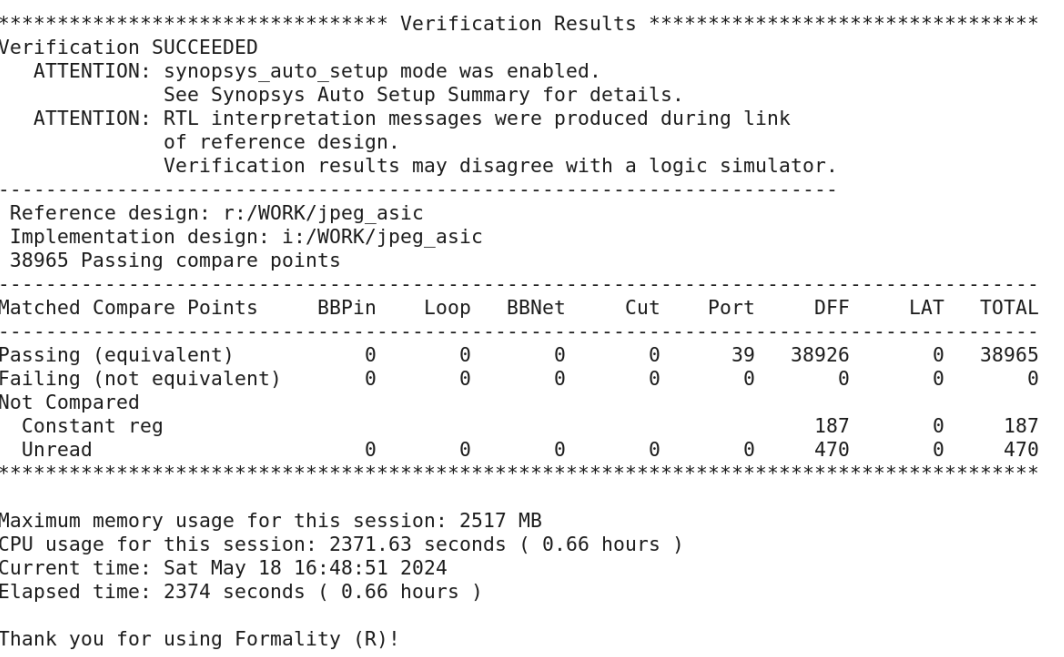 ********************************* Verification Results *********************************
Verification SUCCEEDED
   ATTENTION: synopsys_auto_setup mode was enabled.
              See Synopsys Auto Setup Summary for details.
   ATTENTION: RTL interpretation messages were produced during link
              of reference design.
              Verification results may disagree with a logic simulator.
-----------------------------------------------------------------------
 Reference design: r:/WORK/jpeg_asic
 Implementation design: i:/WORK/jpeg_asic
 38965 Passing compare points
----------------------------------------------------------------------------------------
Matched Compare Points     BBPin    Loop   BBNet     Cut    Port     DFF     LAT   TOTAL
----------------------------------------------------------------------------------------
Passing (equivalent)           0       0       0       0      39   38926       0   38965
Failing (not equivalent)       0       0       0       0       0       0       0       0
Not Compared
  Constant reg                                                       187       0     187
  Unread                       0       0       0       0       0     470       0     470
****************************************************************************************
Maximum memory usage for this session: 2517 MB
CPU usage for this session: 2371.63 seconds ( 0.66 hours )
Current time: Sat May 18 16:48:51 2024
Elapsed time: 2374 seconds ( 0.66 hours )
Thank you for using Formality (R)!